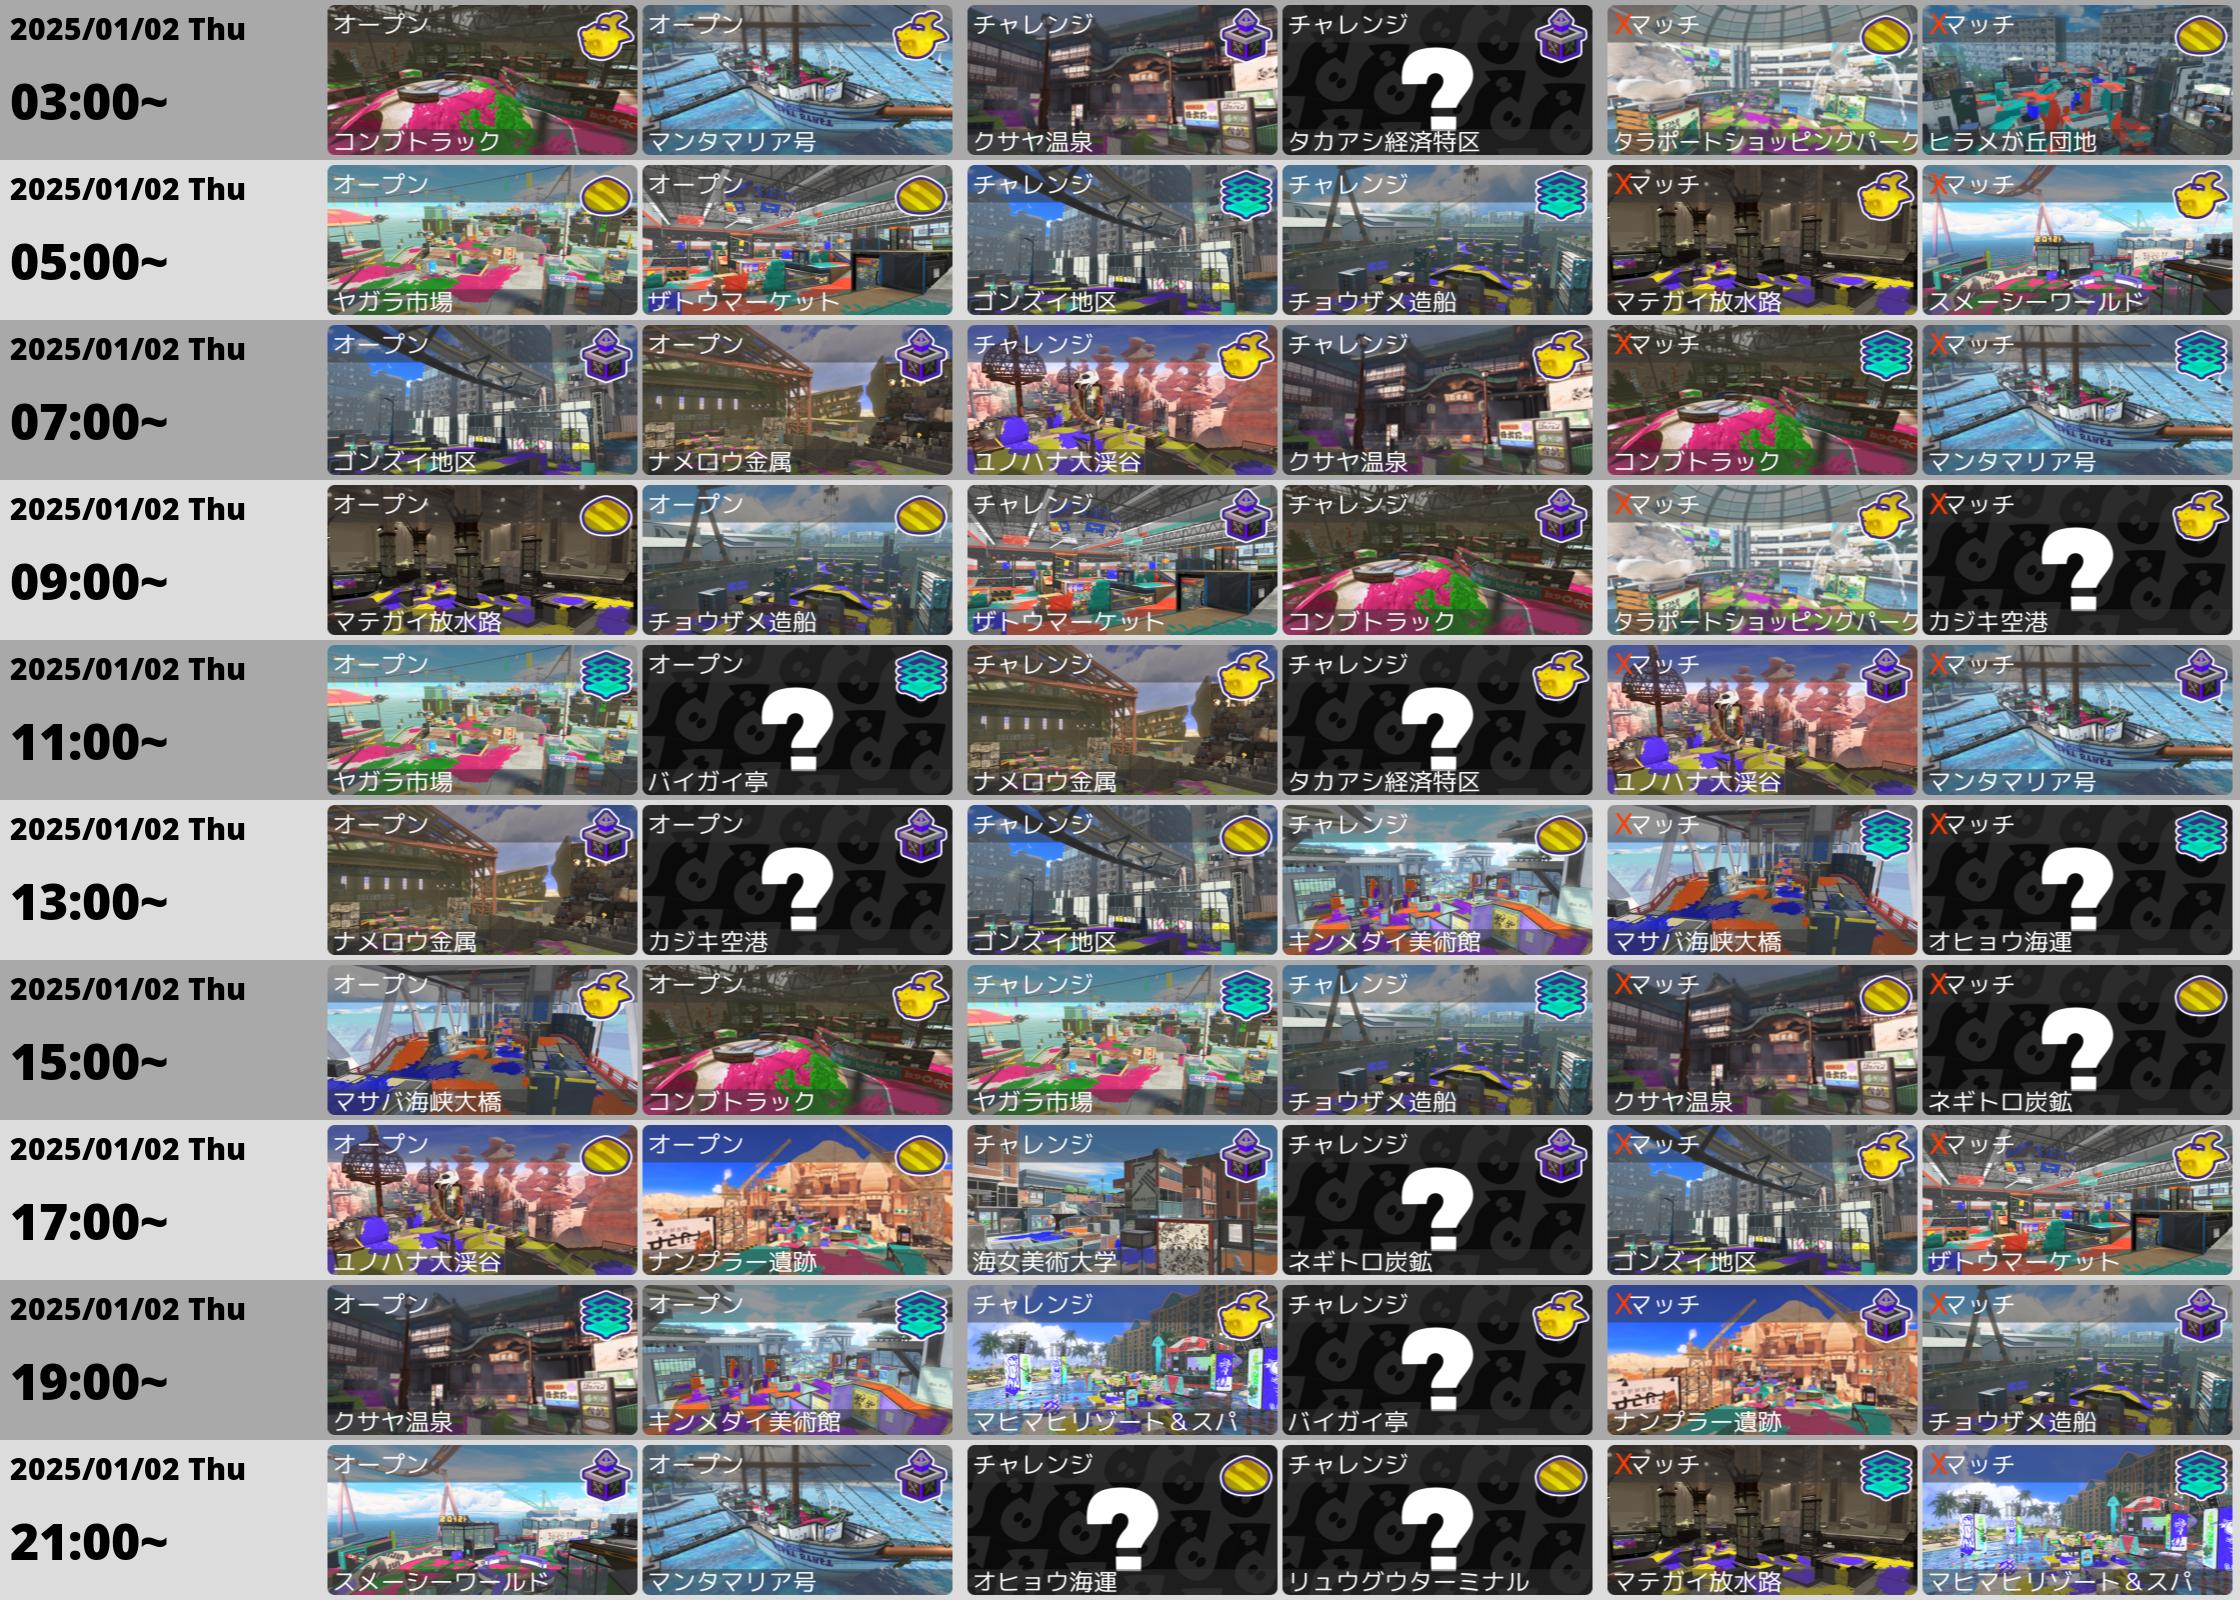 2025/01/02 Thu
03:00~
オープン
コンブトラック
オープン
マンタマリア号
チャレンジ
クサヤ温泉
チャレンジ
タカアシ経済特区
Xマッチ
タラポートショッピングパーク
Xマッチ
ヒラメが丘団地
2025/01/02 Thu
05:00~
オープン
ヤガラ市場
オープン
ザトウマーケット
チャレンジ
ゴンズイ地区
チャレンジ
チョウザメ造船
Xマッチ
マテガイ放水路
Xマッチ
スメーシーワールド
2025/01/02 Thu
07:00~
オープン
ゴンズイ地区
オープン
ナメロウ金属
チャレンジ
ユノハナ大渓谷
チャレンジ
クサヤ温泉
Xマッチ
コンブトラック
Xマッチ
マンタマリア号
2025/01/02 Thu
09:00~
オープン
マテガイ放水路
オープン
チョウザメ造船
チャレンジ
ザトウマーケット
チャレンジ
コンブトラック
Xマッチ
タラポートショッピングパーク
Xマッチ
カジキ空港
2025/01/02 Thu
11:00~
オープン
ヤガラ市場
オープン
バイガイ亭
チャレンジ
ナメロウ金属
チャレンジ
タカアシ経済特区
Xマッチ
ユノハナ大渓谷
Xマッチ
マンタマリア号
2025/01/02 Thu
13:00~
オープン
ナメロウ金属
オープン
カジキ空港
チャレンジ
ゴンズイ地区
チャレンジ
キンメダイ美術館
Xマッチ
マサバ海峡大橋
Xマッチ
オヒョウ海運
2025/01/02 Thu
15:00~
オープン
マサバ海峡大橋
オープン
コンブトラック
チャレンジ
ヤガラ市場
チャレンジ
チョウザメ造船
Xマッチ
クサヤ温泉
Xマッチ
ネギトロ炭鉱
2025/01/02 Thu
17:00~
オープン
ユノハナ大渓谷
オープン
ナンプラー遺跡
チャレンジ
海女美術大学
チャレンジ
ネギトロ炭鉱
Xマッチ
ゴンズイ地区
Xマッチ
ザトウマーケット
2025/01/02 Thu
19:00~
オープン
クサヤ温泉
オープン
キンメダイ美術館
チャレンジ
マヒマヒリゾート＆スパ
チャレンジ
バイガイ亭
Xマッチ
ナンプラー遺跡
Xマッチ
チョウザメ造船
2025/01/02 Thu
21:00~
オープン
スメーシーワールド
オープン
マンタマリア号
チャレンジ
オヒョウ海運
チャレンジ
リュウグウターミナル
Xマッチ
マテガイ放水路
Xマッチ
マヒマヒリゾート＆スパ